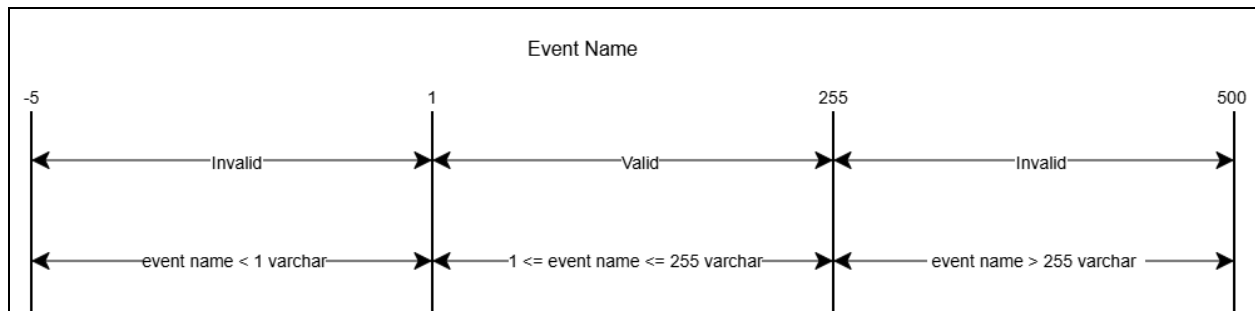 Event Name
-5 1 255 500
Invalid Valid Invalid
event name < 1 varchar 1 <= event name <= 255 varchar event name > 255 varchar